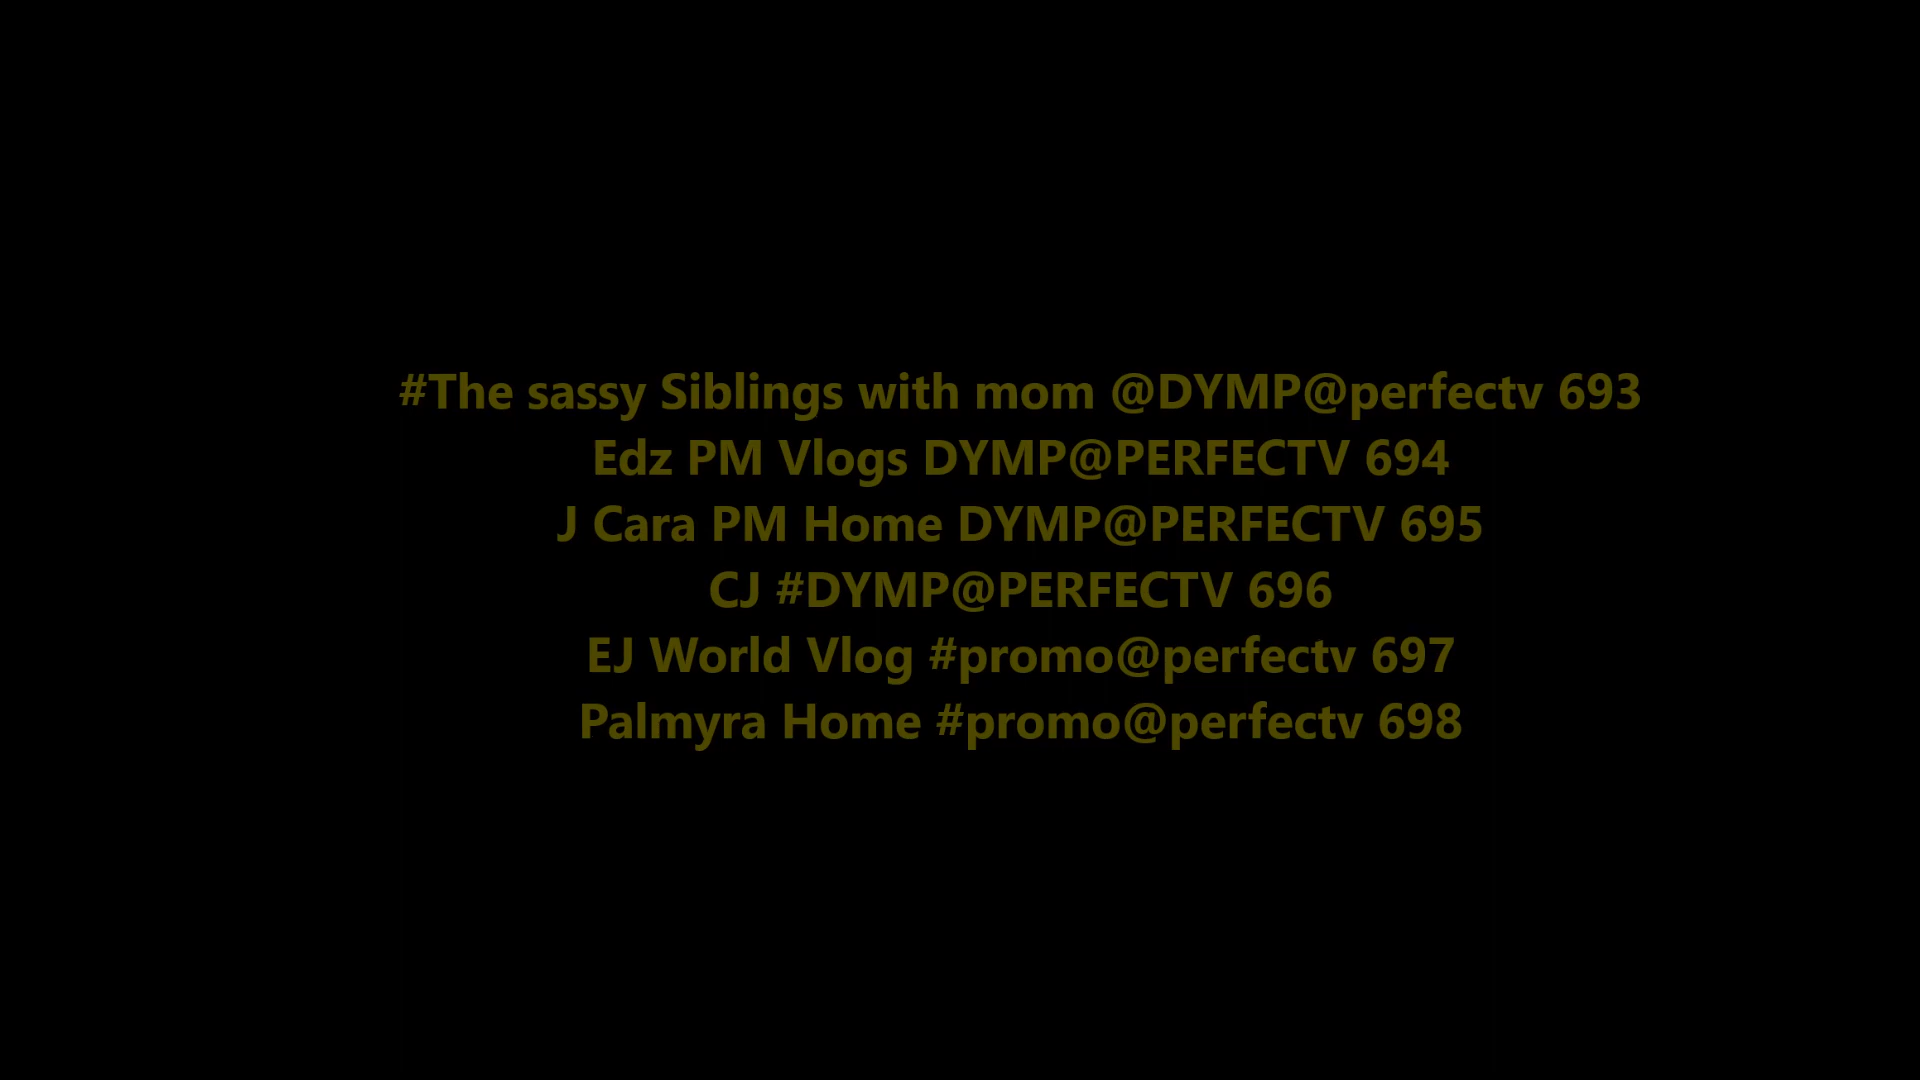 #The sassy Siblings with mom @DYMP@perfectv 693
Edz PM Vlogs DYMP@PERFECTV 694
J Cara PM Home DYMP@PERFECTV 695
CJ #DYMP@PERFECTV 696
EJ World Vlog #promo@perfectv 697
Palmyra Home #promo@perfectv 698